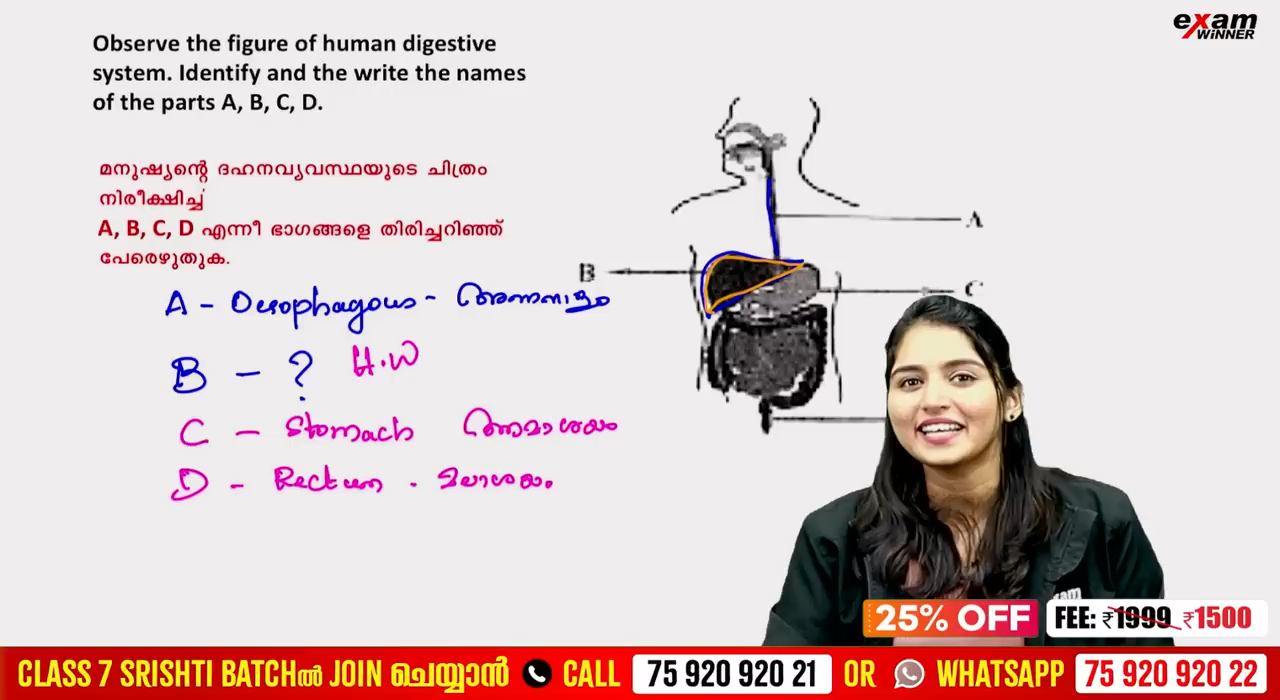 exam
WINNER
Observe the figure of human digestive
system. Identify and the write the names
of the parts A, B, C, D.
മനുഷ്യന്റെ ദഹനവ്യവസ്ഥയുടെ ചിത്രം
നിരീക്ഷിച്ച്
A, B, C, D എന്നീ ഭാഗങ്ങളെ തിരിച്ചറിഞ്ഞ്
പേരെഴുതുക.
A
B
C
A - Oesophagous - അന്നനാളം
B - ? H.W
C - Stomach ആമാശയം
D - Rectum - മലാശയം
25% OFF
FEE: ₹1999 ₹1500
CLASS 7 SRISHTI BATCHൽ JOIN ചെയ്യാൻ CALL 75 920 920 21 OR WHATSAPP 75 920 920 22